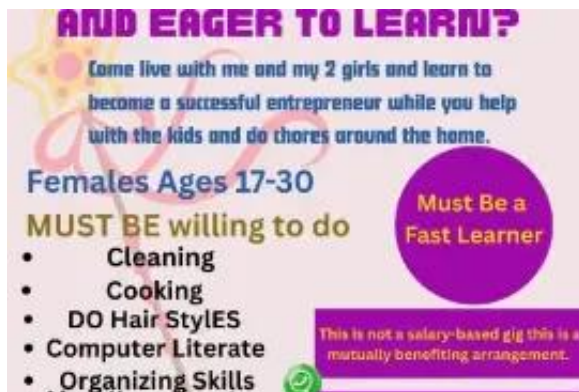 AND EAGER TO LEARN?
Come live with me and my 2 girls and learn to
become a successful entrepreneur while you help
with the kids and do chores around the home.
Females Ages 17-30
MUST BE willing to do
• Cleaning
• Cooking
• DO Hair StylES
• Computer Literate
• Organizing Skills
Must Be a
Fast Learner
This is not a salary-based gig this is a
mutually benefiting arrangement.